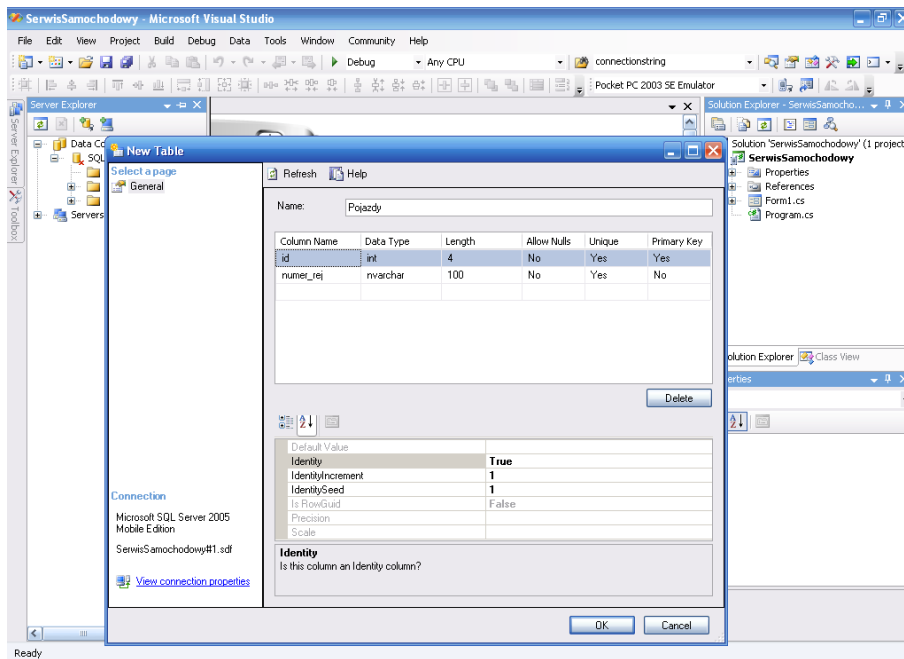 SerwisSamochodowy - Microsoft Visual Studio
File Edit View Project Build Debug Data Tools Window Community Help
Debug Any CPU connectionstring
Pocket PC 2003 SE Emulator
Server Explorer
Solution Explorer - SerwisSamocho...
Server Explorer
Toolbox
Data Co
SQL
Servers
Solution 'SerwisSamochodowy' (1 project
SerwisSamochodowy
Properties
References
Form1.cs
Program.cs
New Table
Select a page
General
Refresh Help
Name: Pojazdy
Column Name Data Type Length Allow Nulls Unique Primary Key
id int 4 No Yes Yes
numer_rej nvarchar 100 No Yes No
Delete
olution Explorer Class View
erties
Default Value
Identity True
IdentityIncrement 1
IdentitySeed 1
Is RowGuid False
Precision
Scale
Identity
Is this column an Identity column?
Connection
Microsoft SQL Server 2005
Mobile Edition
SerwisSamochodowy#1.sdf
View connection properties
OK Cancel
Ready